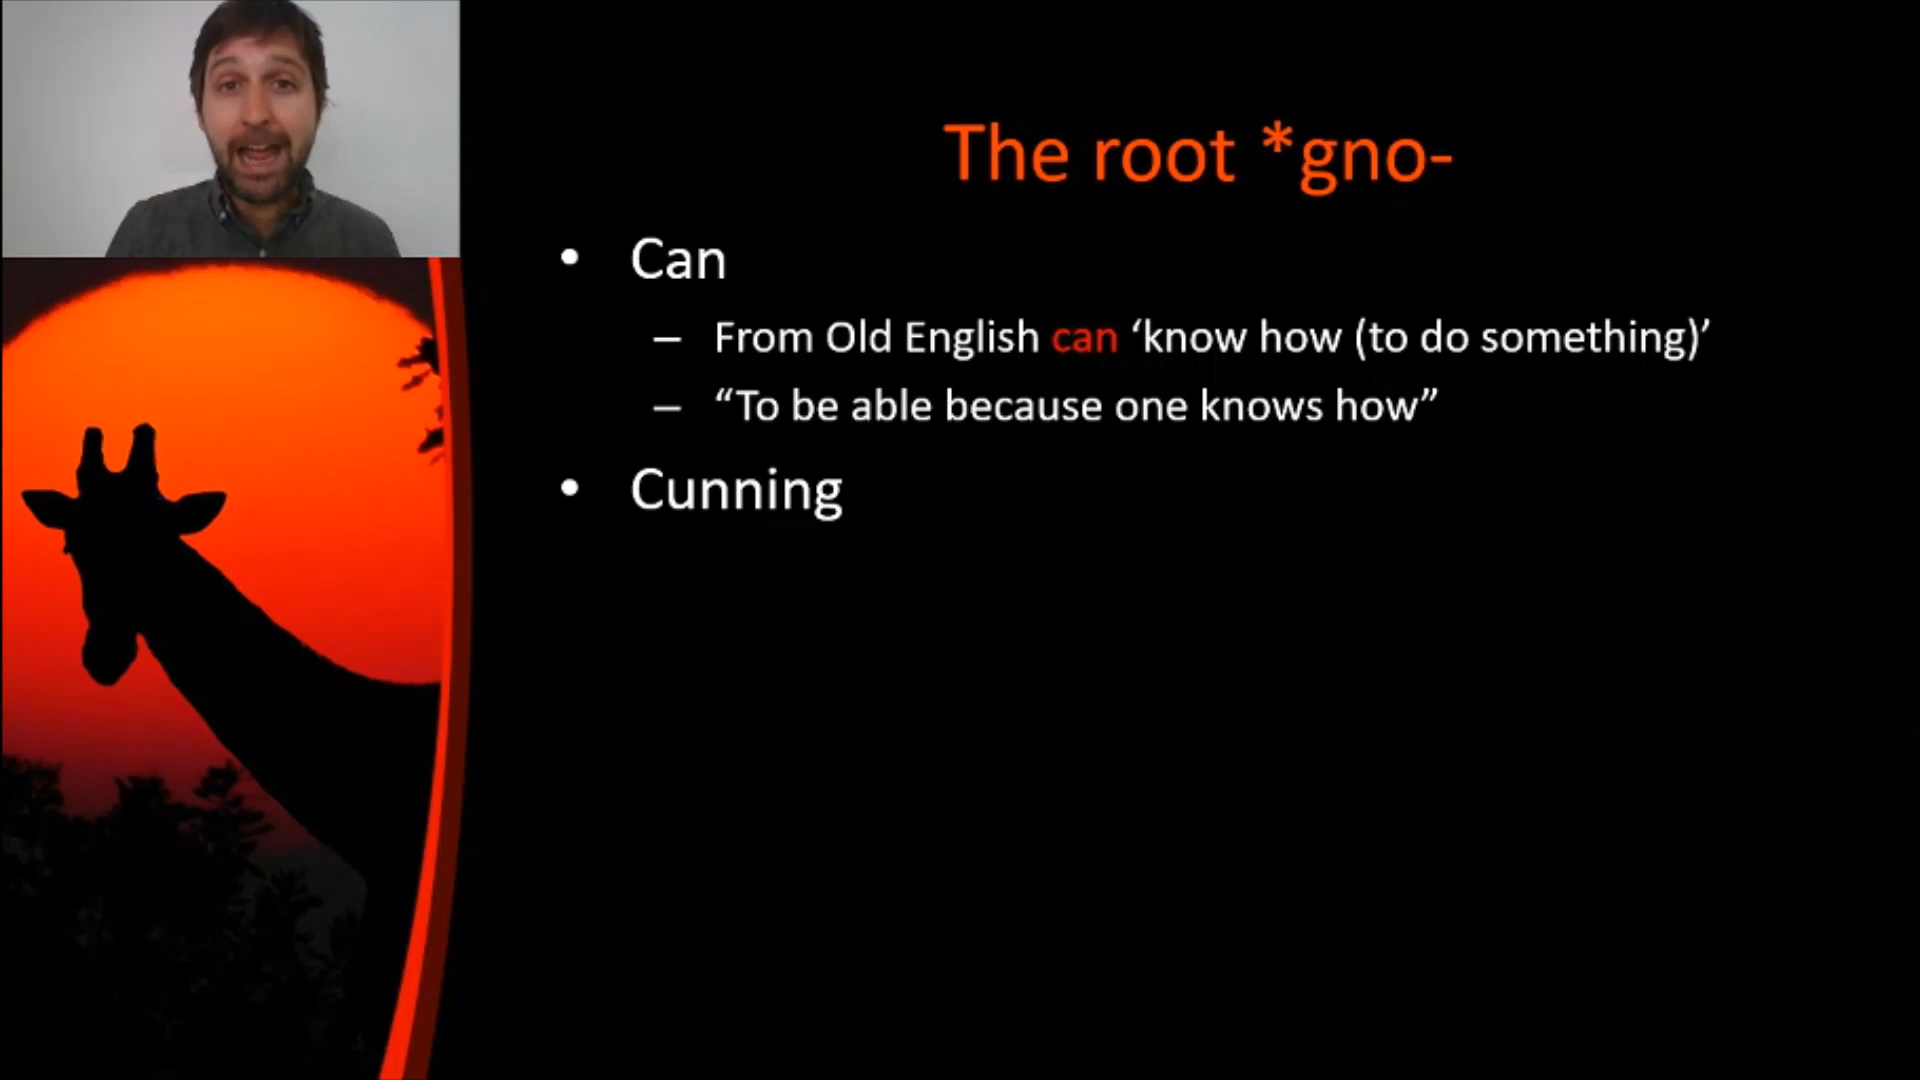 The root *gno-
• Can
– From Old English can ‘know how (to do something)’
– “To be able because one knows how”
• Cunning